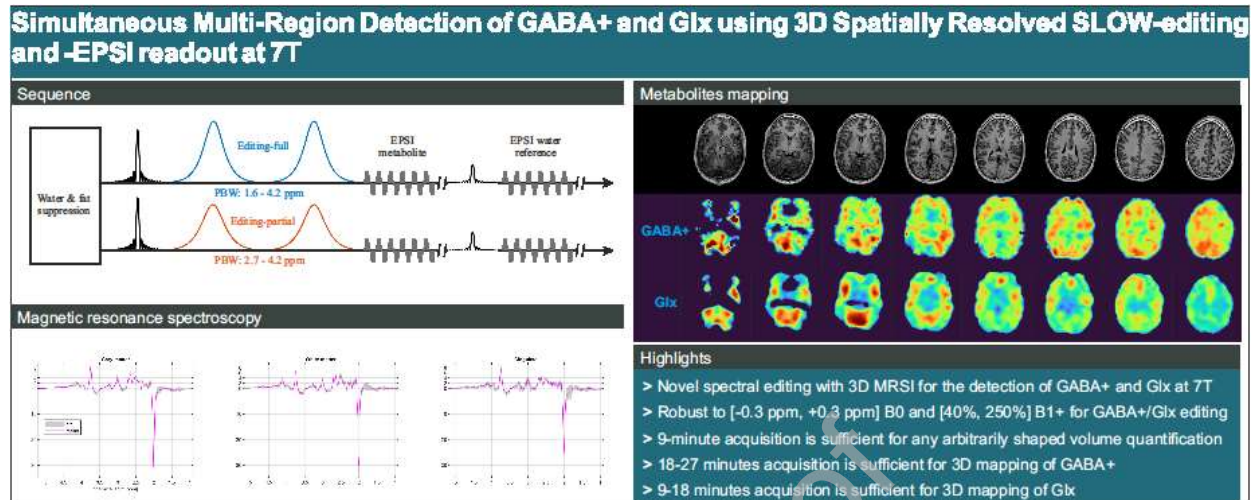 Simultaneous Multi-Region Detection of GABA+ and Glx using 3D Spatially Resolved SLOW-editing
and -EPSI readout at 7T
Sequence
Water & fat
suppression
Editing-full
PBW: 1.6 - 4.2 ppm
Editing-partial
PBW: 2.7 - 4.2 ppm
EPSI
metabolite
EPSI water
reference
Magnetic resonance spectroscopy
Metabolites mapping
GABA+
Glx
Highlights
> Novel spectral editing with 3D MRSI for the detection of GABA+ and Glx at 7T
> Robust to [-0.3 ppm, +0.3 ppm] B0 and [40%, 250%] B1+ for GABA+/Glx editing
> 9-minute acquisition is sufficient for any arbitrarily shaped volume quantification
> 18-27 minutes acquisition is sufficient for 3D mapping of GABA+
> 9-18 minutes acquisition is sufficient for 3D mapping of Glx